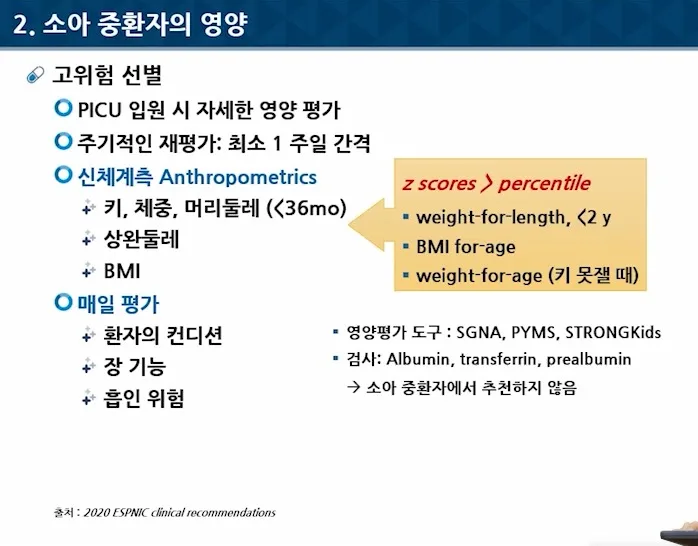 2. 소아 중환자의 영양
고위험 선별
PICU 입원 시 자세한 영양 평가
주기적인 재평가: 최소 1 주일 간격
신체계측 Anthropometrics
키, 체중, 머리둘레 (<36mo)
상완둘레
BMI
z scores > percentile
weight-for-length, <2 y
BMI for-age
weight-for-age (키 못잴 때)
매일 평가
환자의 컨디션
장 기능
흡인 위험
영양평가 도구 : SGNA, PYMS, STRONGKids
검사: Albumin, transferrin, prealbumin
→ 소아 중환자에서 추천하지 않음
출처 : 2020 ESPNIC clinical recommendations